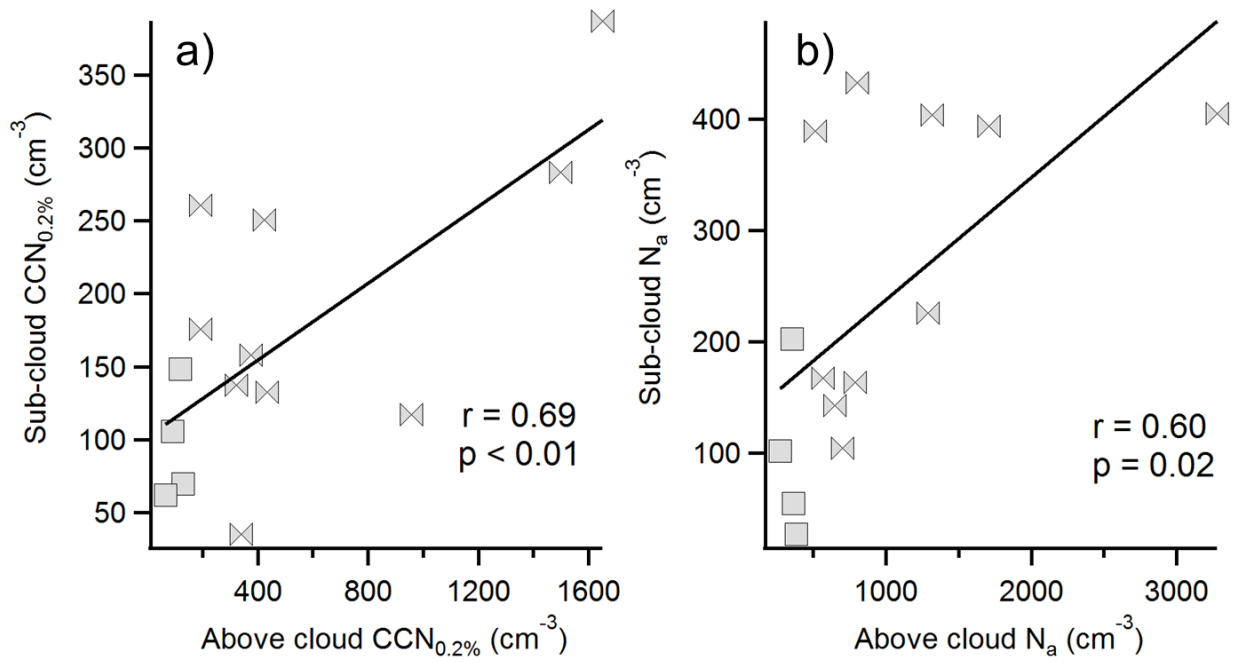 a)
350
300
250
200
150
100
50
Sub-cloud CCN0.2% (cm-3)
r = 0.69
p < 0.01
400
800
1200
1600
Above cloud CCN0.2% (cm-3)
b)
400
300
200
100
Sub-cloud Na (cm-3)
r = 0.60
p = 0.02
1000
2000
3000
Above cloud Na (cm-3)